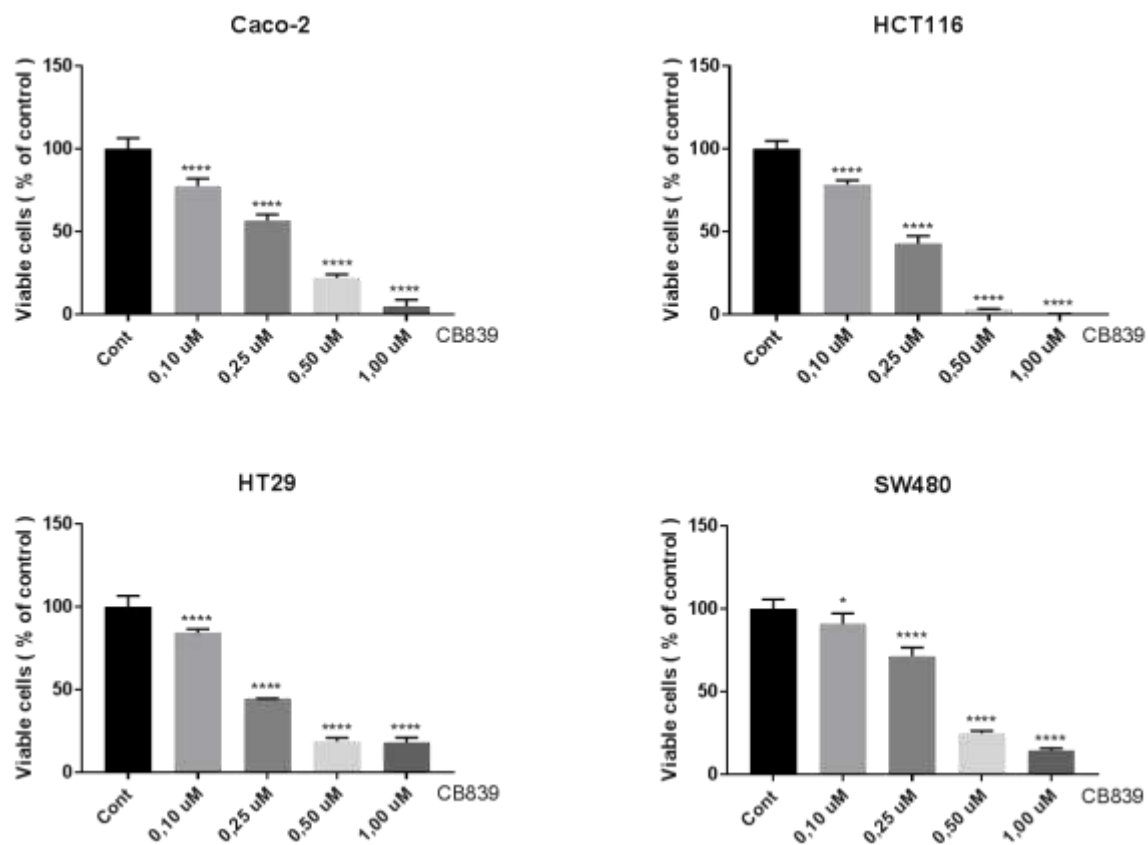 Caco-2
Viable cells ( % of control )
150
100
50
0
****
****
****
****
Cont
0,10 uM
0,25 uM
0,50 uM
1,00 uM
CB839
HCT116
Viable cells ( % of control )
150
100
50
0
****
****
****
****
Cont
0,10 uM
0,25 uM
0,50 uM
1,00 uM
CB839
HT29
Viable cells ( % of control )
150
100
50
0
****
****
****
****
Cont
0,10 uM
0,25 uM
0,50 uM
1,00 uM
CB839
SW480
Viable cells ( % of control )
150
100
50
0
*
****
****
****
Cont
0,10 uM
0,25 uM
0,50 uM
1,00 uM
CB839